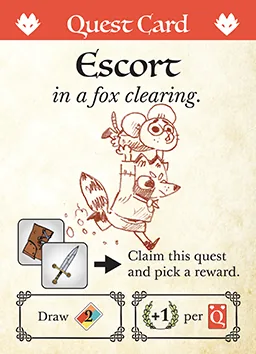 Quest Card
Escort
in a fox clearing.
Claim this quest
and pick a reward.
Draw 2
+1 per Q